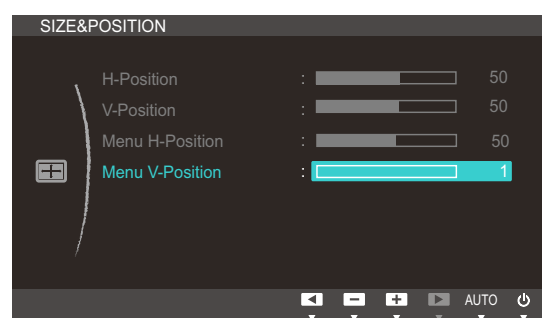 SIZE&POSITION
H-Position : 50
V-Position : 50
Menu H-Position : 50
Menu V-Position : 1
AUTO